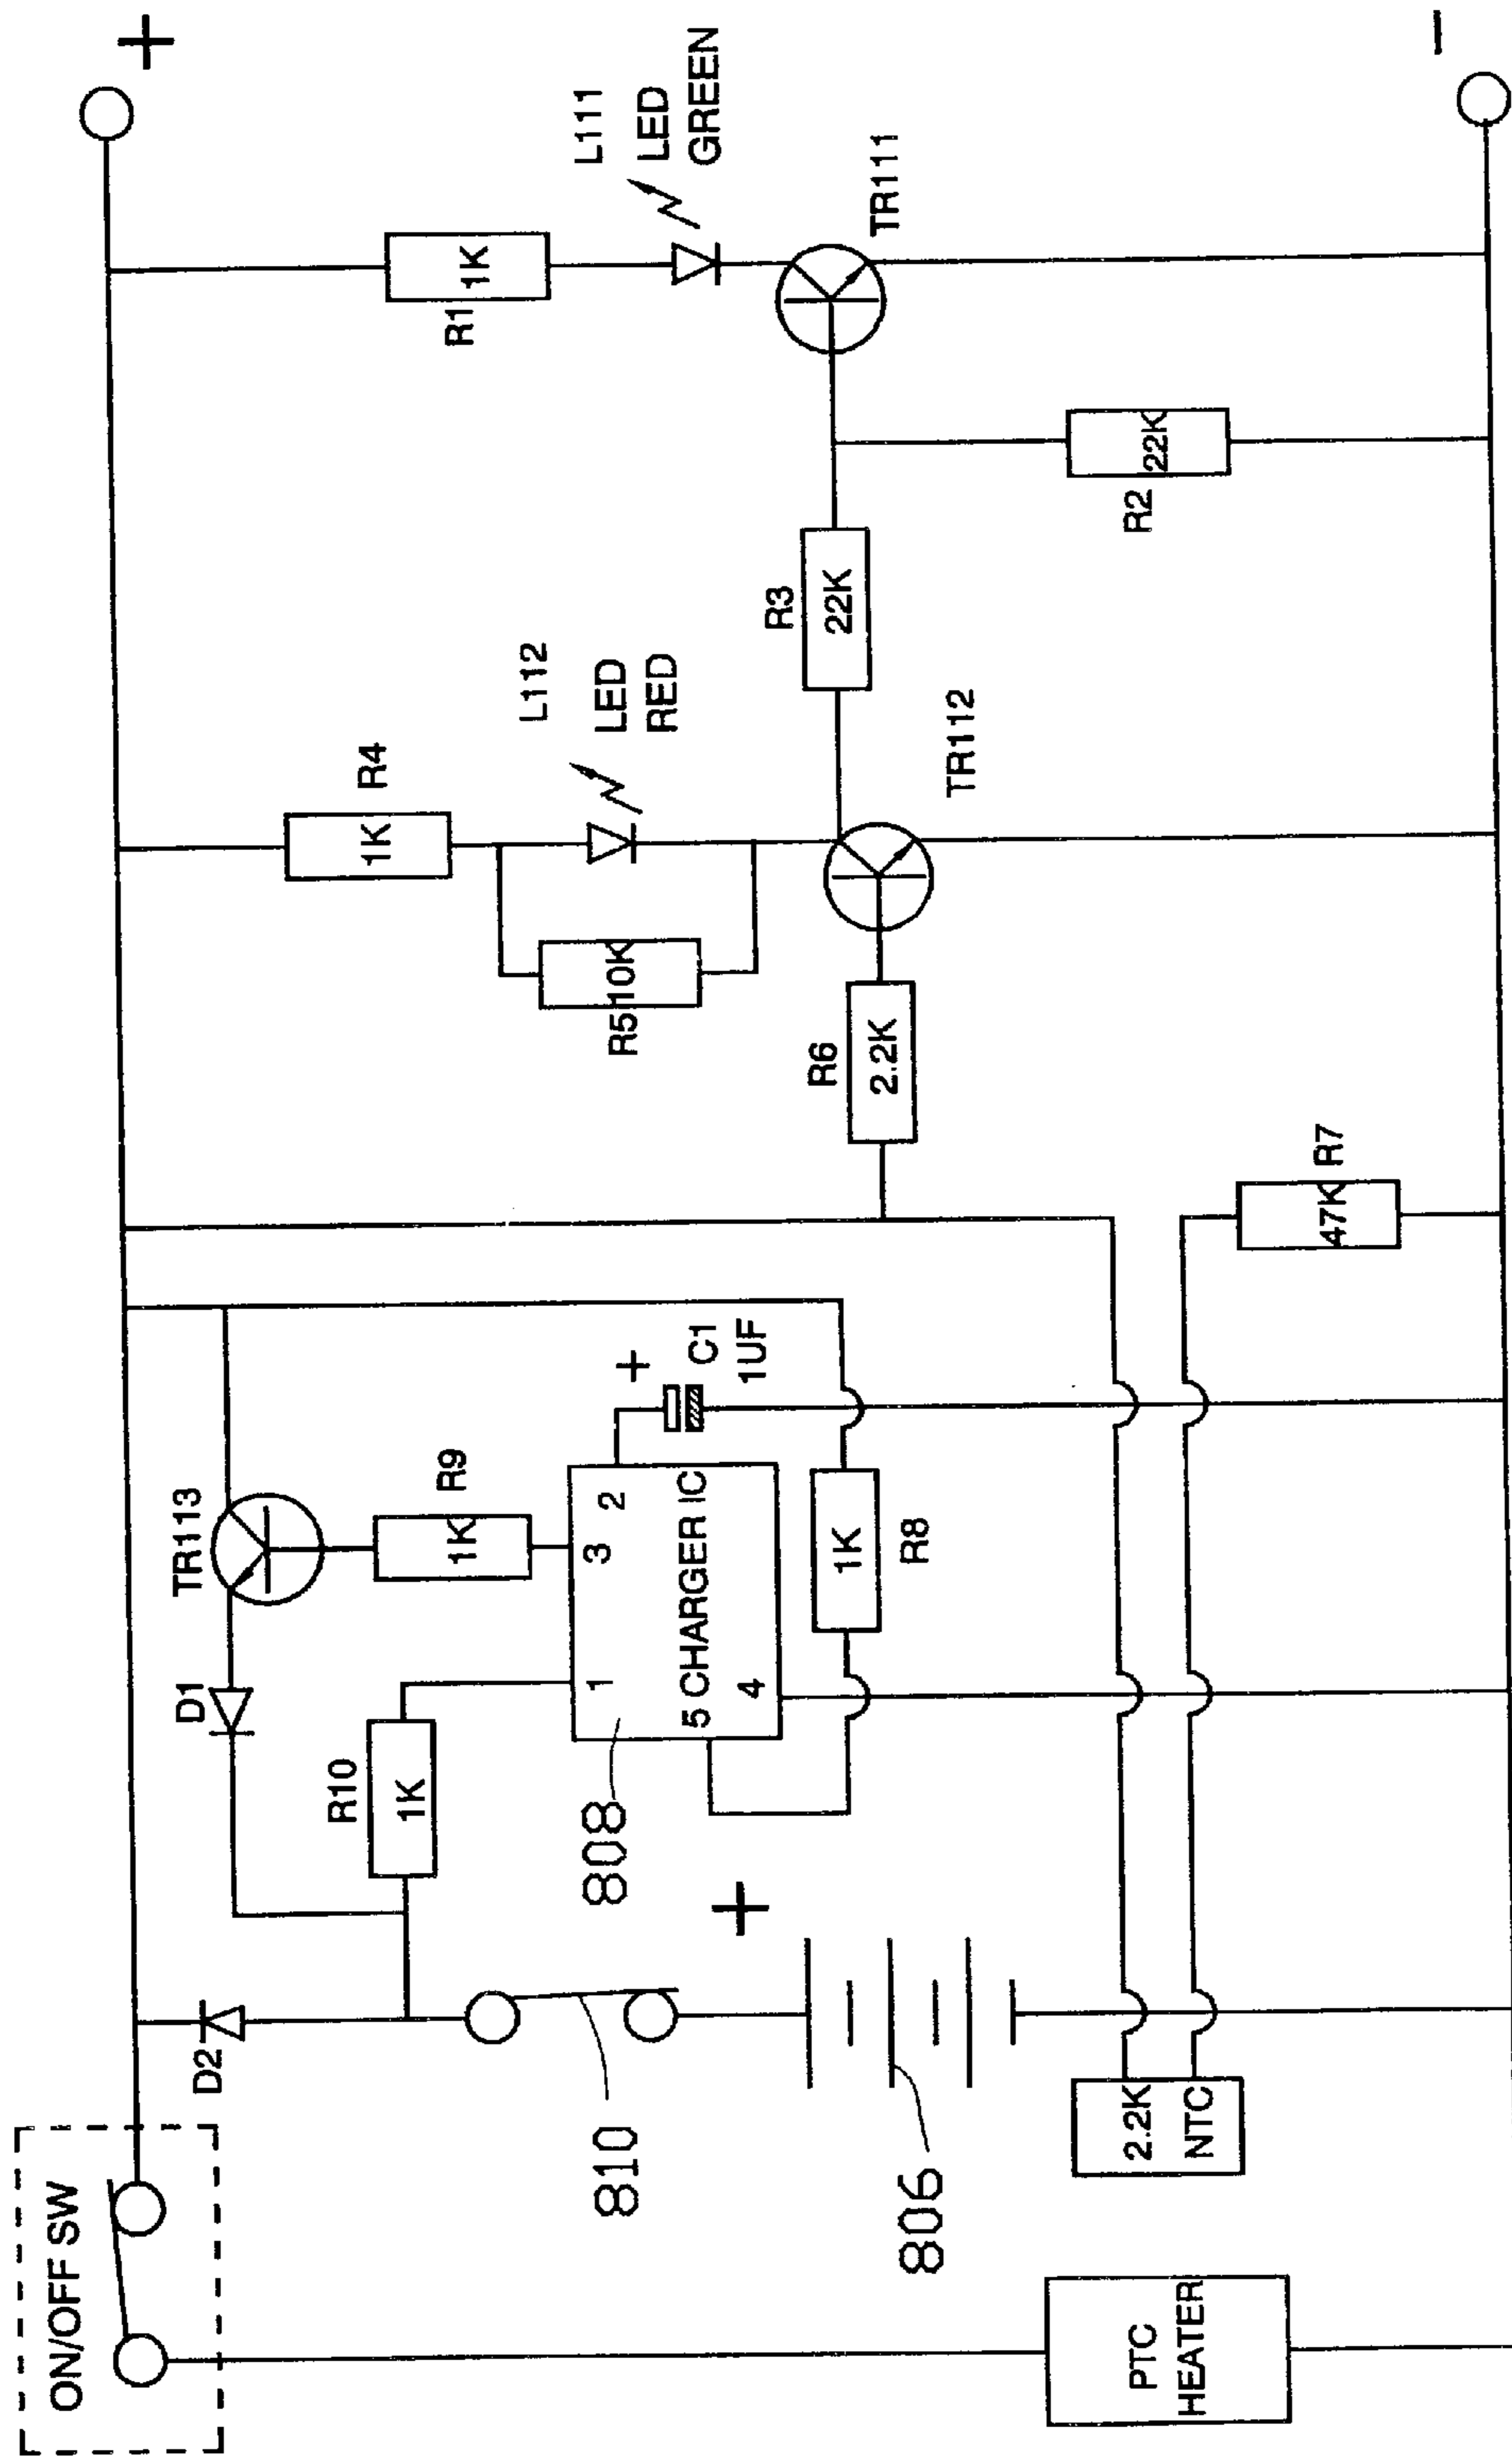 ON/OFF SW
D2
D1
TR113
R10
1K
R9
1K
+
C1
1UF
1
3
2
5 CHARGER IC
4
808
1K
R8
810
+
806
2.2K
NTC
PTC
HEATER
R4
1K
L112
LED
RED
R5
10K
R6
2.2K
TR112
R3
22K
47K
R7
+
R1
1K
L111
LED
GREEN
TR111
R2
22K
−